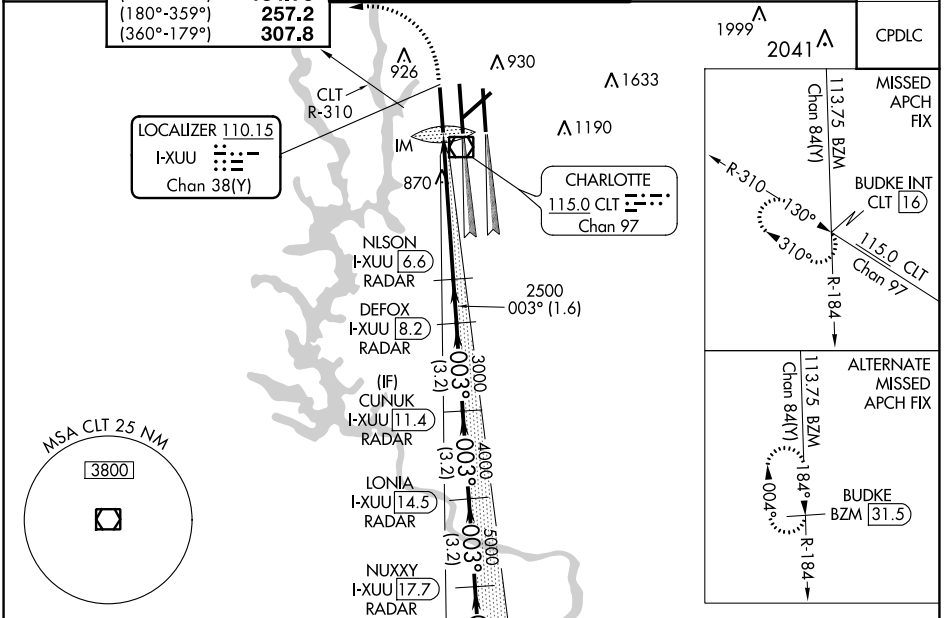 (180°-359°) 257.2
(360°-179°) 307.8
CLT
R-310
926
930
1633
1190
1999
2041
CPDLC
LOCALIZER 110.15
I-XUU
Chan 38(Y)
IM
870
CHARLOTTE
115.0 CLT
Chan 97
NLSON
I-XUU 6.6
RADAR
2500
003° (1.6)
DEFOX
I-XUU 8.2
RADAR
003°
(3.2)
3000
(IF)
CUNUK
I-XUU 11.4
RADAR
003°
(3.2)
4000
LONIA
I-XUU 14.5
RADAR
003°
(3.2)
5000
NUXXY
I-XUU 17.7
RADAR
MSA CLT 25 NM
3800
MISSED
APCH
FIX
113.75 BZM
Chan 84(Y)
R-310
130°
310°
BUDKE INT
CLT 16
115.0 CLT
Chan 97
R-184
ALTERNATE
MISSED
APCH FIX
113.75 BZM
Chan 84(Y)
184°
004°
BUDKE
BZM 31.5
R-184